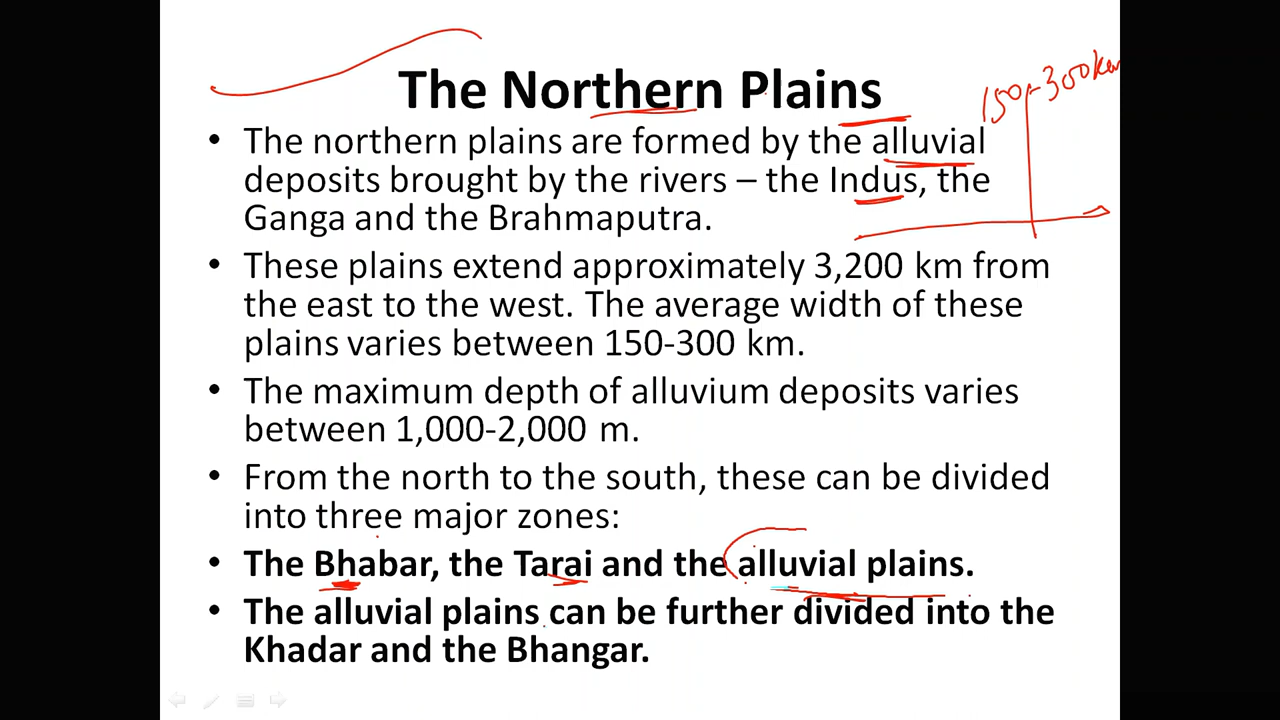 The Northern Plains
150-300km
• The northern plains are formed by the alluvial
deposits brought by the rivers – the Indus, the
Ganga and the Brahmaputra.
• These plains extend approximately 3,200 km from
the east to the west. The average width of these
plains varies between 150-300 km.
• The maximum depth of alluvium deposits varies
between 1,000-2,000 m.
• From the north to the south, these can be divided
into three major zones:
• The Bhabar, the Tarai and the alluvial plains.
• The alluvial plains can be further divided into the
Khadar and the Bhangar.